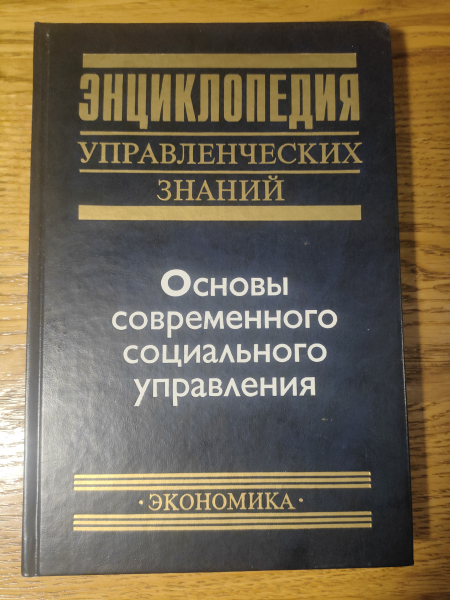 ЭНЦИКЛОПЕДИЯ
УПРАВЛЕНЧЕСКИХ
ЗНАНИЙ
Основы
современного
социального
управления
· ЭКОНОМИКА ·